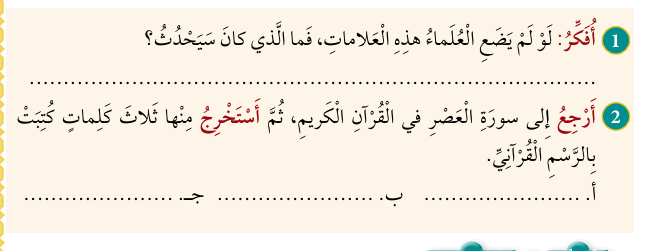 1 أُفَكِّرُ: لَوْ لَمْ يَضَعِ الْعُلَماءُ هذِهِ الْعَلاماتِ، فَما الَّذي كانَ سَيَحْدُثُ؟
........................................................................................
2 أَرْجِعُ إِلى سورَةِ الْعَصْرِ في الْقُرْآنِ الْكَريمِ، ثُمَّ أَسْتَخْرِجُ مِنْها ثَلاثَ كَلِماتٍ كُتِبَتْ
بِالرَّسْمِ الْقُرْآنِيِّ.
أ. ........................ ب. ........................ جـ. ........................